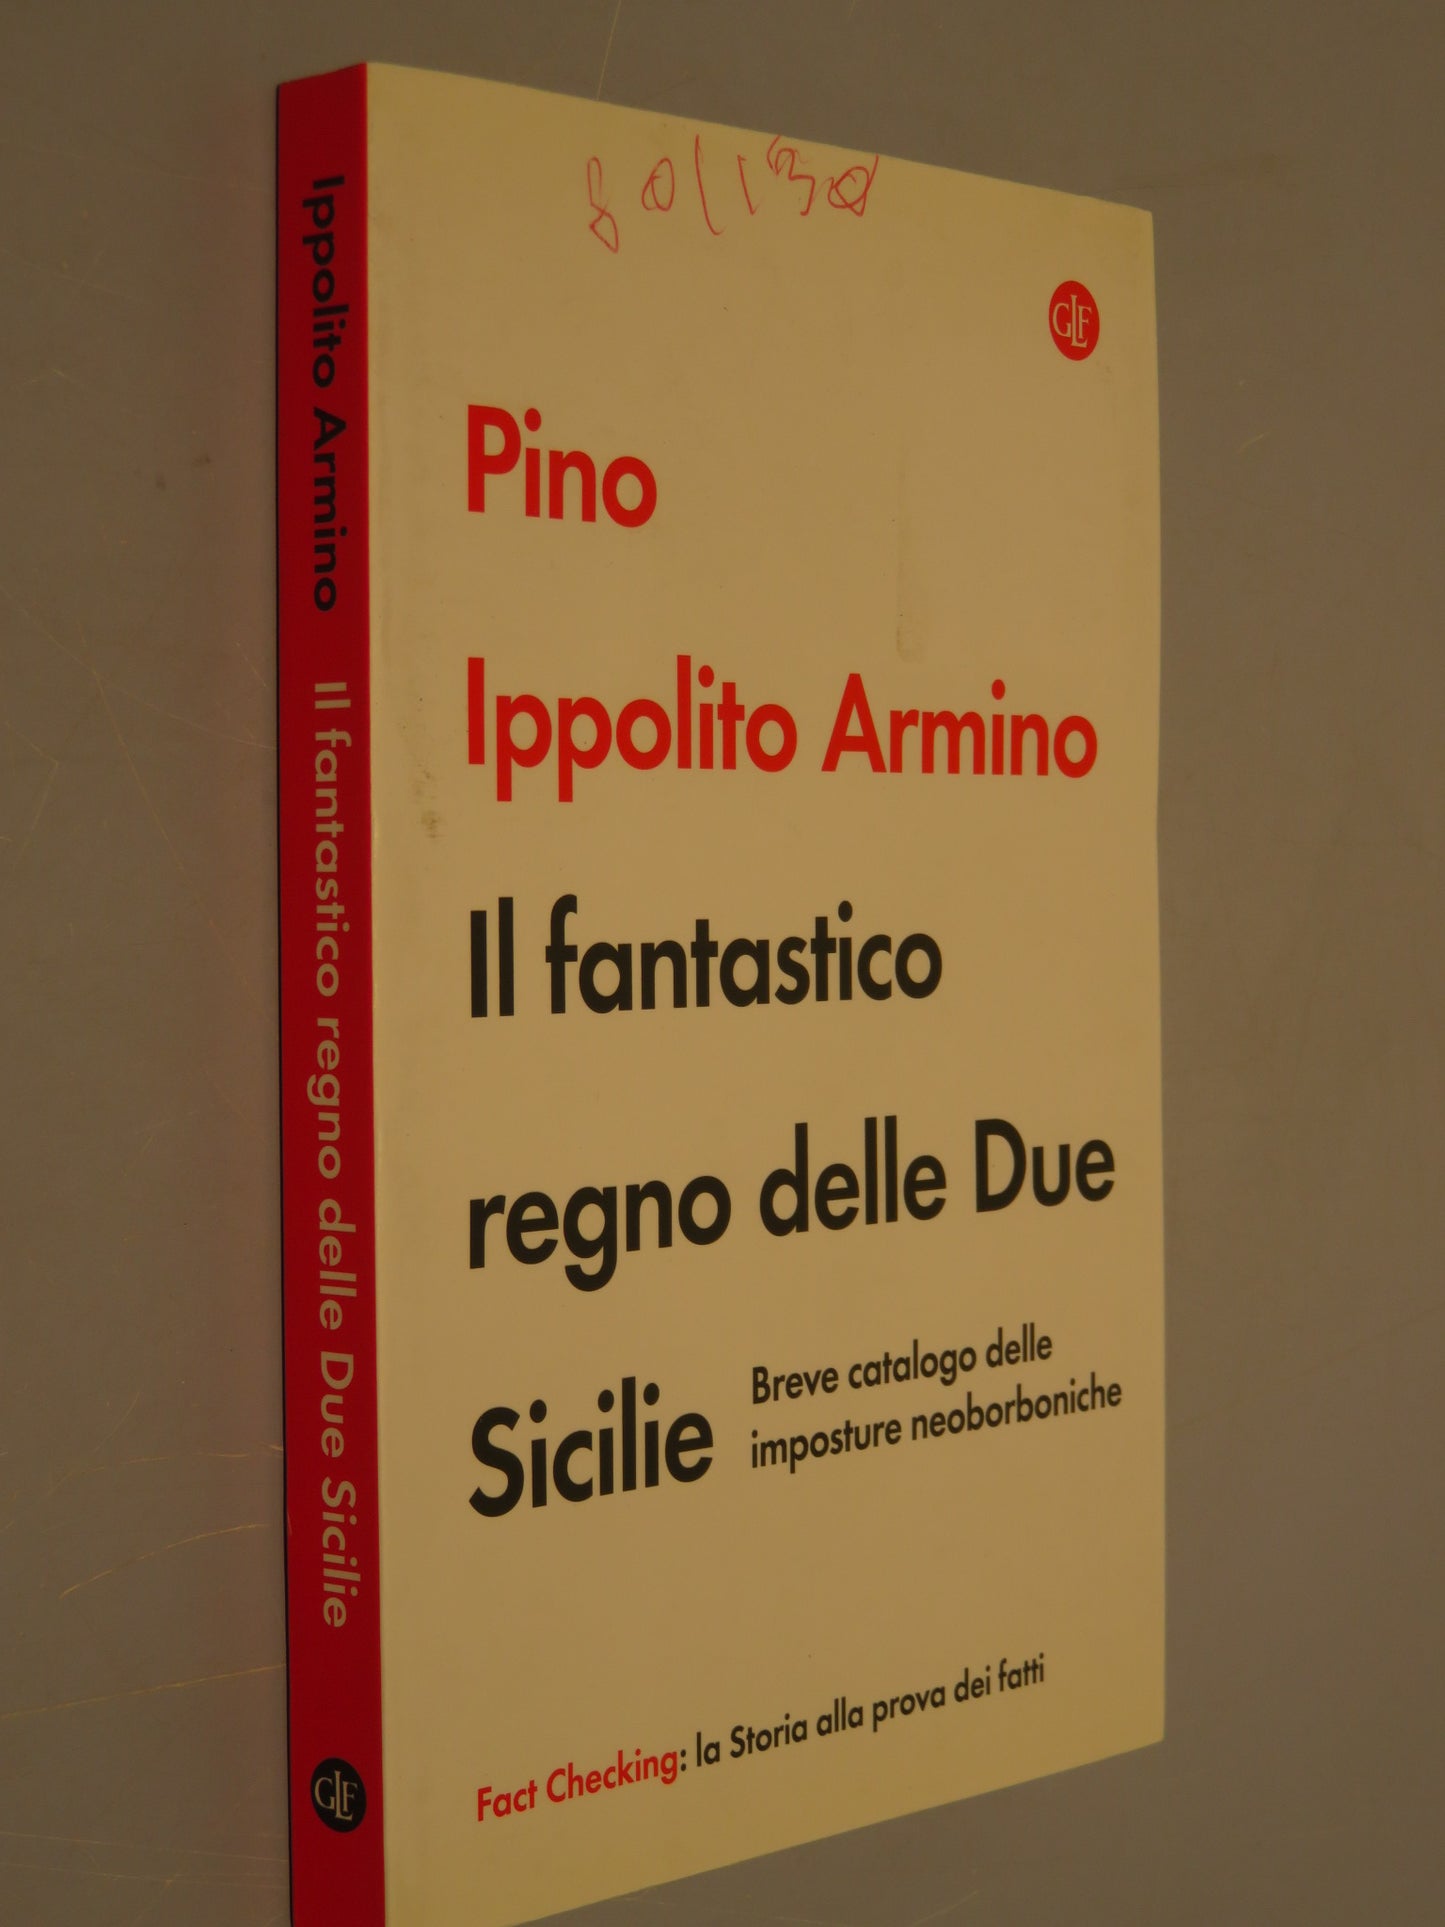 Pino
Ippolito Armino
Il fantastico
regno delle Due
Sicilie
Breve catalogo delle
imposture neoborboniche
Fact Checking: la Storia alla prova dei fatti
GLF
Ippolito Armino Il fantastico regno delle Due Sicilie
GLF